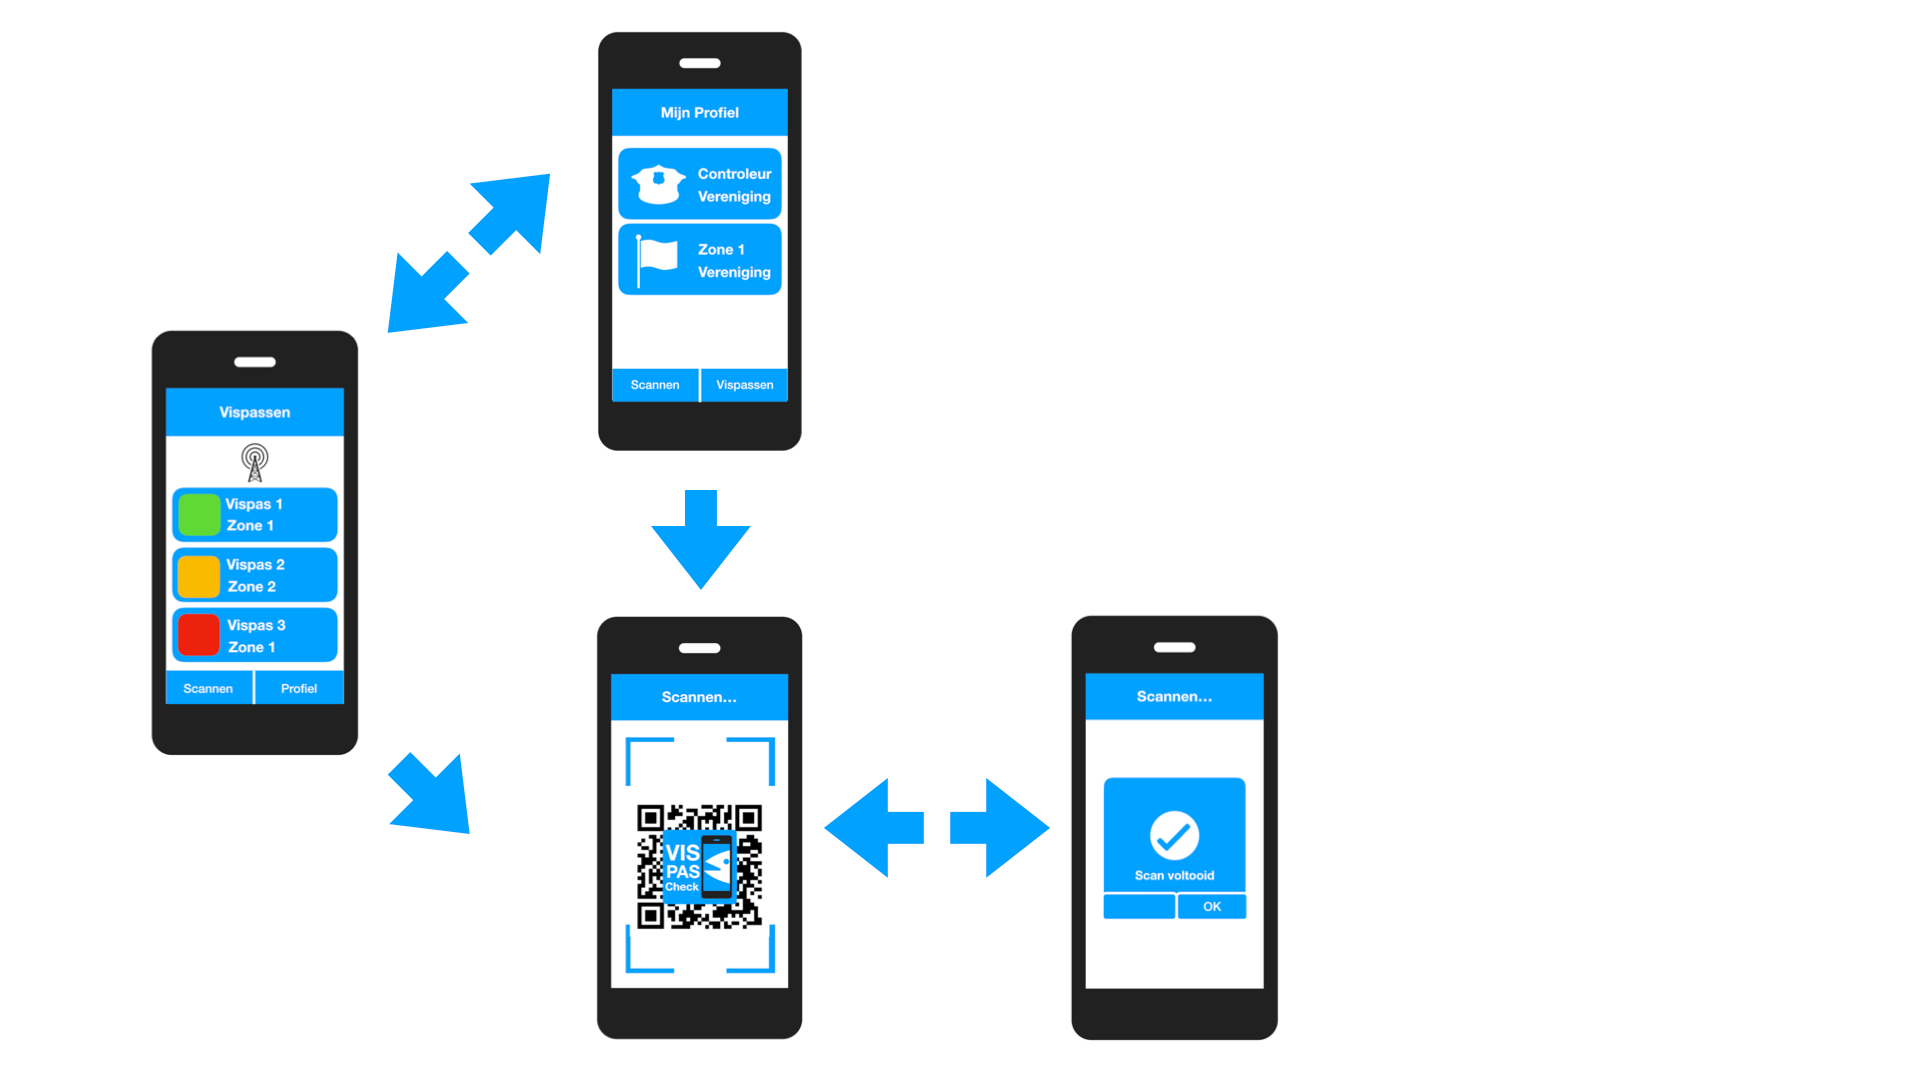 Mijn Profiel
Controleur
Vereniging
Zone 1
Vereniging
Scannen
Vispassen
Vispassen
Vispas 1
Zone 1
Vispas 2
Zone 2
Vispas 3
Zone 1
Scannen
Profiel
Scannen...
VIS
PAS
Check
Scannen...
Scan voltooid
OK